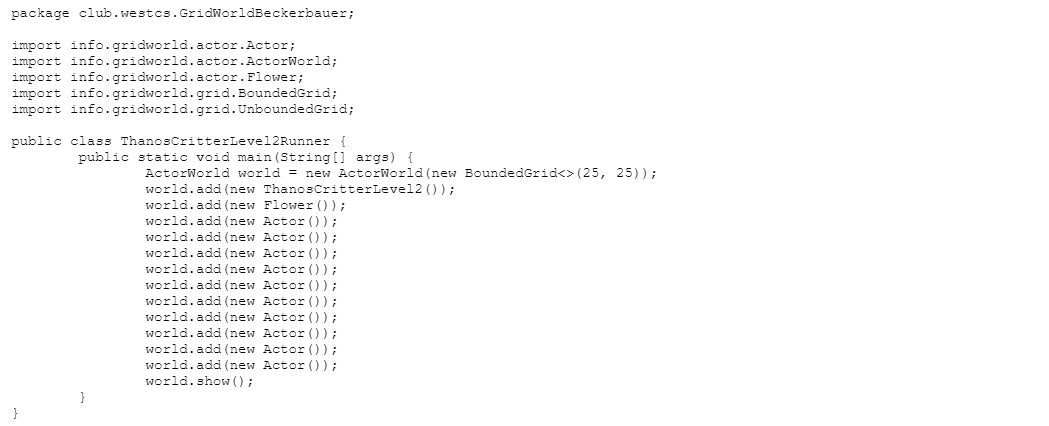 package club.westcs.GridWorldBeckerbauer;

import info.gridworld.actor.Actor;
import info.gridworld.actor.ActorWorld;
import info.gridworld.actor.Flower;
import info.gridworld.grid.BoundedGrid;
import info.gridworld.grid.UnboundedGrid;

public class ThanosCritterLevel2Runner {
        public static void main(String[] args) {
                ActorWorld world = new ActorWorld(new BoundedGrid<>(25, 25));
                world.add(new ThanosCritterLevel2());
                world.add(new Flower());
                world.add(new Actor());
                world.add(new Actor());
                world.add(new Actor());
                world.add(new Actor());
                world.add(new Actor());
                world.add(new Actor());
                world.add(new Actor());
                world.add(new Actor());
                world.add(new Actor());
                world.add(new Actor());
                world.show();
        }
}